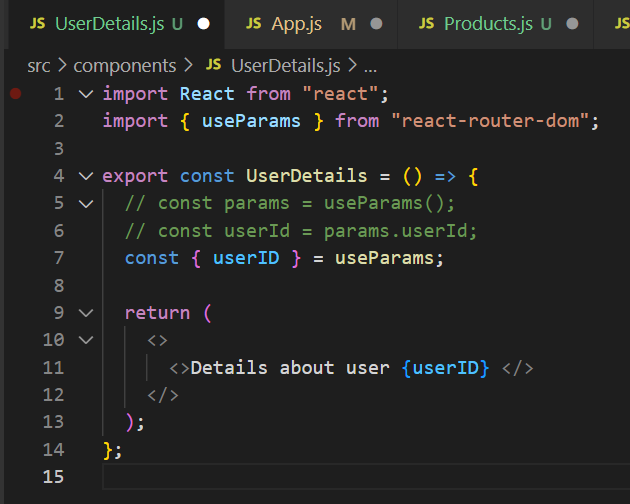 JS UserDetails.js U JS App.js M JS Products.js U JS
src > components > JS UserDetails.js > ...
1 import React from "react";
2 import { useParams } from "react-router-dom";
3
4 export const UserDetails = () => {
5 // const params = useParams();
6 // const userId = params.userId;
7 const { userID } = useParams;
8
9 return (
10 <>
11 <>Details about user {userID} </>
12 </>
13 );
14 };
15